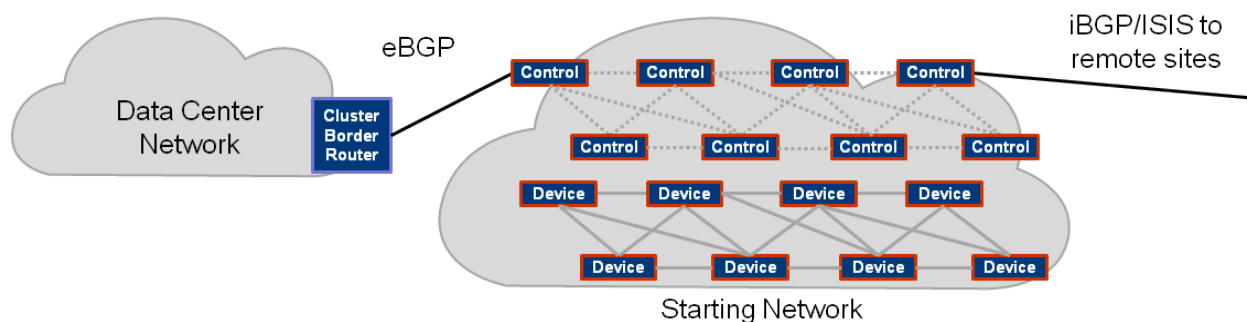 eBGP
iBGP/ISIS to
remote sites
Data Center
Network
Cluster
Border
Router
Control
Control
Control
Control
Control
Control
Control
Control
Device
Device
Device
Device
Device
Device
Device
Device
Starting Network